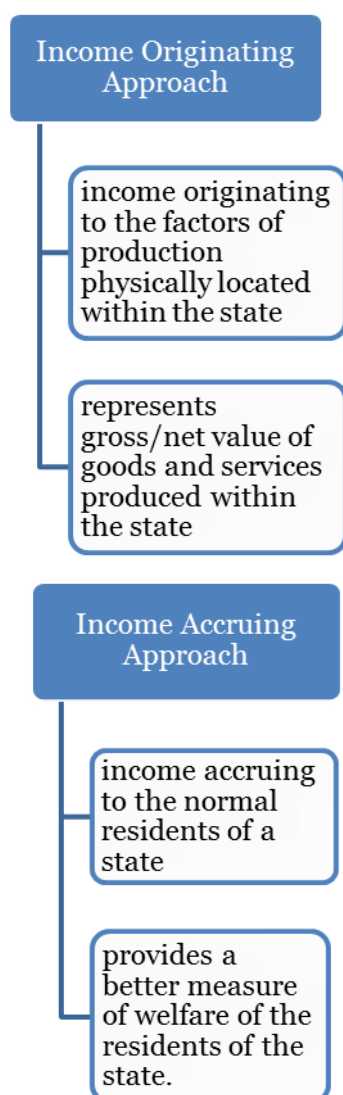 Income Originating
Approach
income originating
to the factors of
production
physically located
within the state
represents
gross/net value of
goods and services
produced within
the state
Income Accruing
Approach
income accruing
to the normal
residents of a
state
provides a
better measure
of welfare of the
residents of the
state.